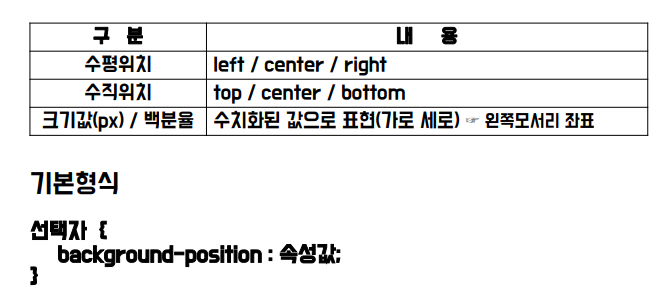 구 분 내 용
수평위치 left / center / right
수직위치 top / center / bottom
크기값(px) / 백분율 수치화된 값으로 표현(가로 세로) ☞ 왼쪽모서리 좌표
기본형식
선택자 {
background-position : 속성값;
}